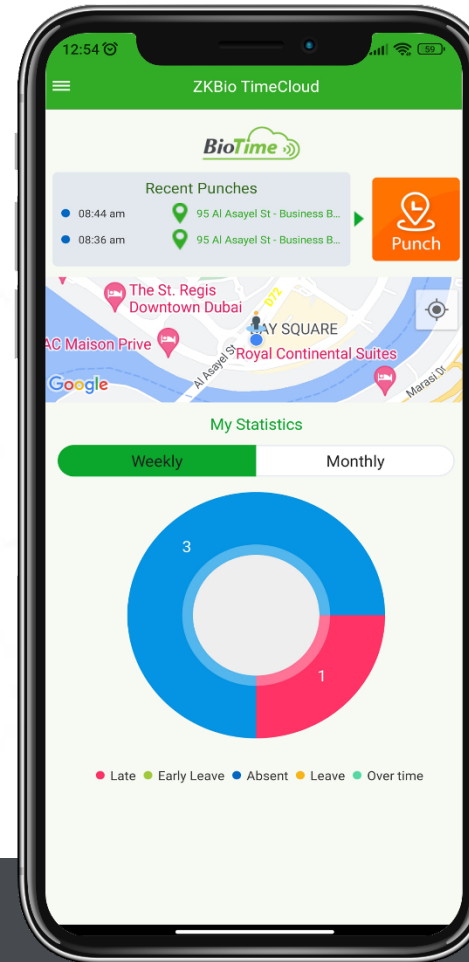 12:54
59
ZKBio TimeCloud
BioTime
Recent Punches
08:44 am 95 Al Asayel St - Business B...
08:36 am 95 Al Asayel St - Business B...
Punch
The St. Regis
Downtown Dubai
D72
AY SQUARE
AC Maison Prive
Royal Continental Suites
Al Asayel St
Marasi Dr
Google
My Statistics
Weekly Monthly
3
1
Late Early Leave Absent Leave Over time